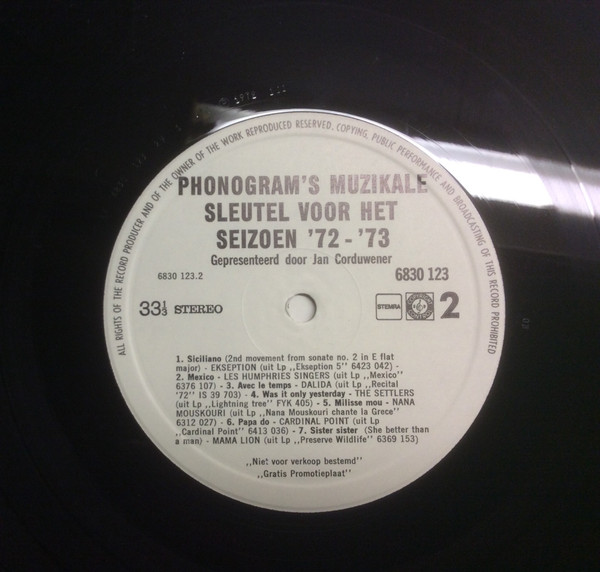 ALL RIGHTS OF THE RECORD PRODUCER AND OF THE OWNER OF THE WORK REPRODUCED RESERVED. COPYING, PUBLIC PERFORMANCE AND BROADCASTING OF THIS RECORD PROHIBITED
PHONOGRAM'S MUZIKALE
SLEUTEL VOOR HET
SEIZOEN '72 - '73
Gepresenteerd door Jan Corduwener
6830 123.2
6830 123
33⅓ STEREO
STEMRA
2
1. Siciliano (2nd movement from sonate no. 2 in E flat
major) - EKSEPTION (uit Lp ,,Ekseption 5'' 6423 042) -
2. Mexico - LES HUMPHRIES SINGERS (uit Lp ,,Mexico''
6376 107) - 3. Avec le temps - DALIDA (uit Lp ,,Recital
'72'' IS 39 703) - 4. Was it only yesterday - THE SETTLERS
(uit Lp ,,Lightning tree'' FYK 405) - 5. Milisse mou - NANA
MOUSKOURI (uit Lp ,,Nana Mouskouri chante la Grece''
6312 027) - 6. Papa do - CARDINAL POINT (uit Lp
,,Cardinal Point'' 6413 036) - 7. Sister sister (She better than
a man) - MAMA LION (uit Lp ,,Preserve Wildlife'' 6369 153)
,,Niet voor verkoop bestemd''
,,Gratis Promotieplaat''